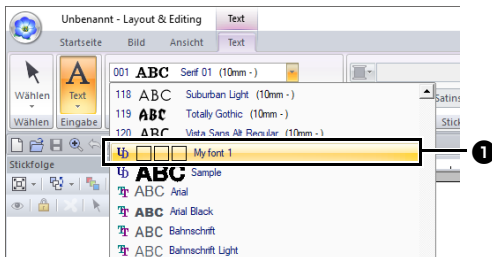 Unbenannt - Layout & Editing Text
Startseite Bild Ansicht Text
001 ABC Serif 01 (10mm - )
Wählen Text
118 ABC Suburban Light (10mm - )
Satins
119 ABC Totally Gothic (10mm - )
Wählen Eingabe
120 ABC Vista Sans Alt Regular (10mm - )
Stick
My font 1
1
Stickfolge
ABC Sample
ABC Arial
ABC Arial Black
ABC Bahnschrift
ABC Bahnschrift Light